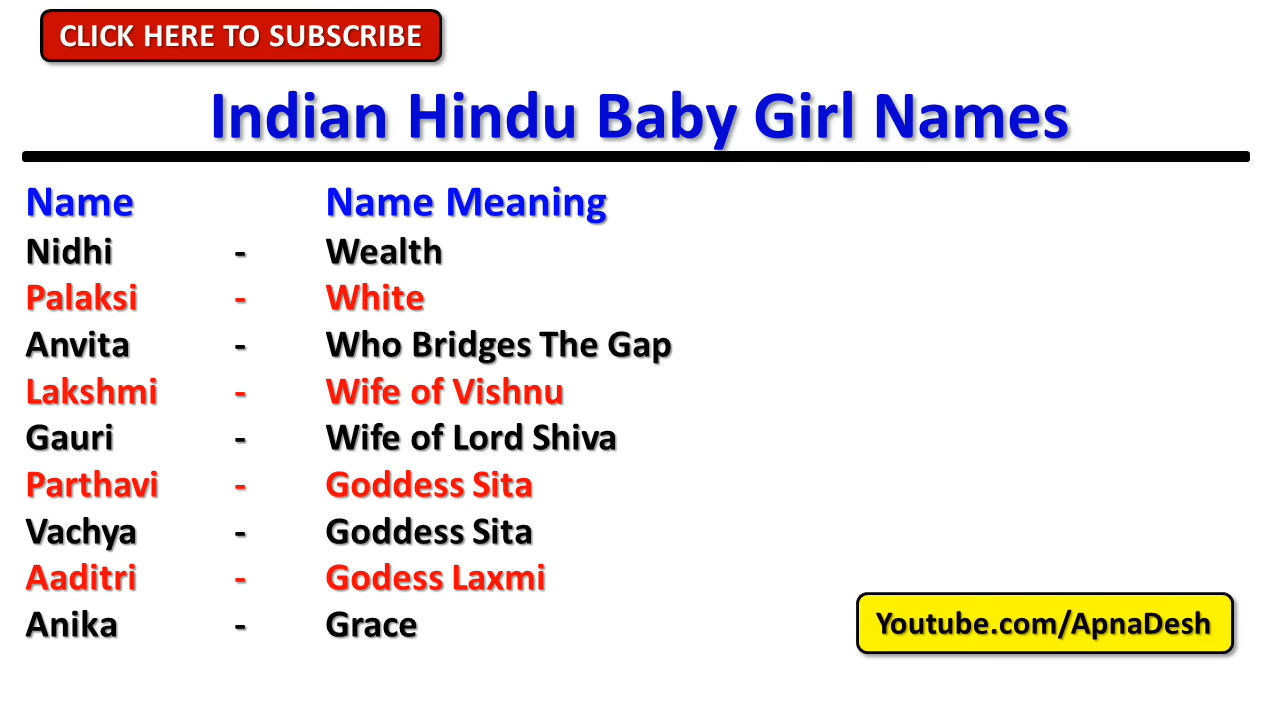 CLICK HERE TO SUBSCRIBE
Indian Hindu Baby Girl Names
Name Name Meaning
Nidhi - Wealth
Palaksi - White
Anvita - Who Bridges The Gap
Lakshmi - Wife of Vishnu
Gauri - Wife of Lord Shiva
Parthavi - Goddess Sita
Vachya - Goddess Sita
Aaditri - Godess Laxmi
Anika - Grace
Youtube.com/ApnaDesh